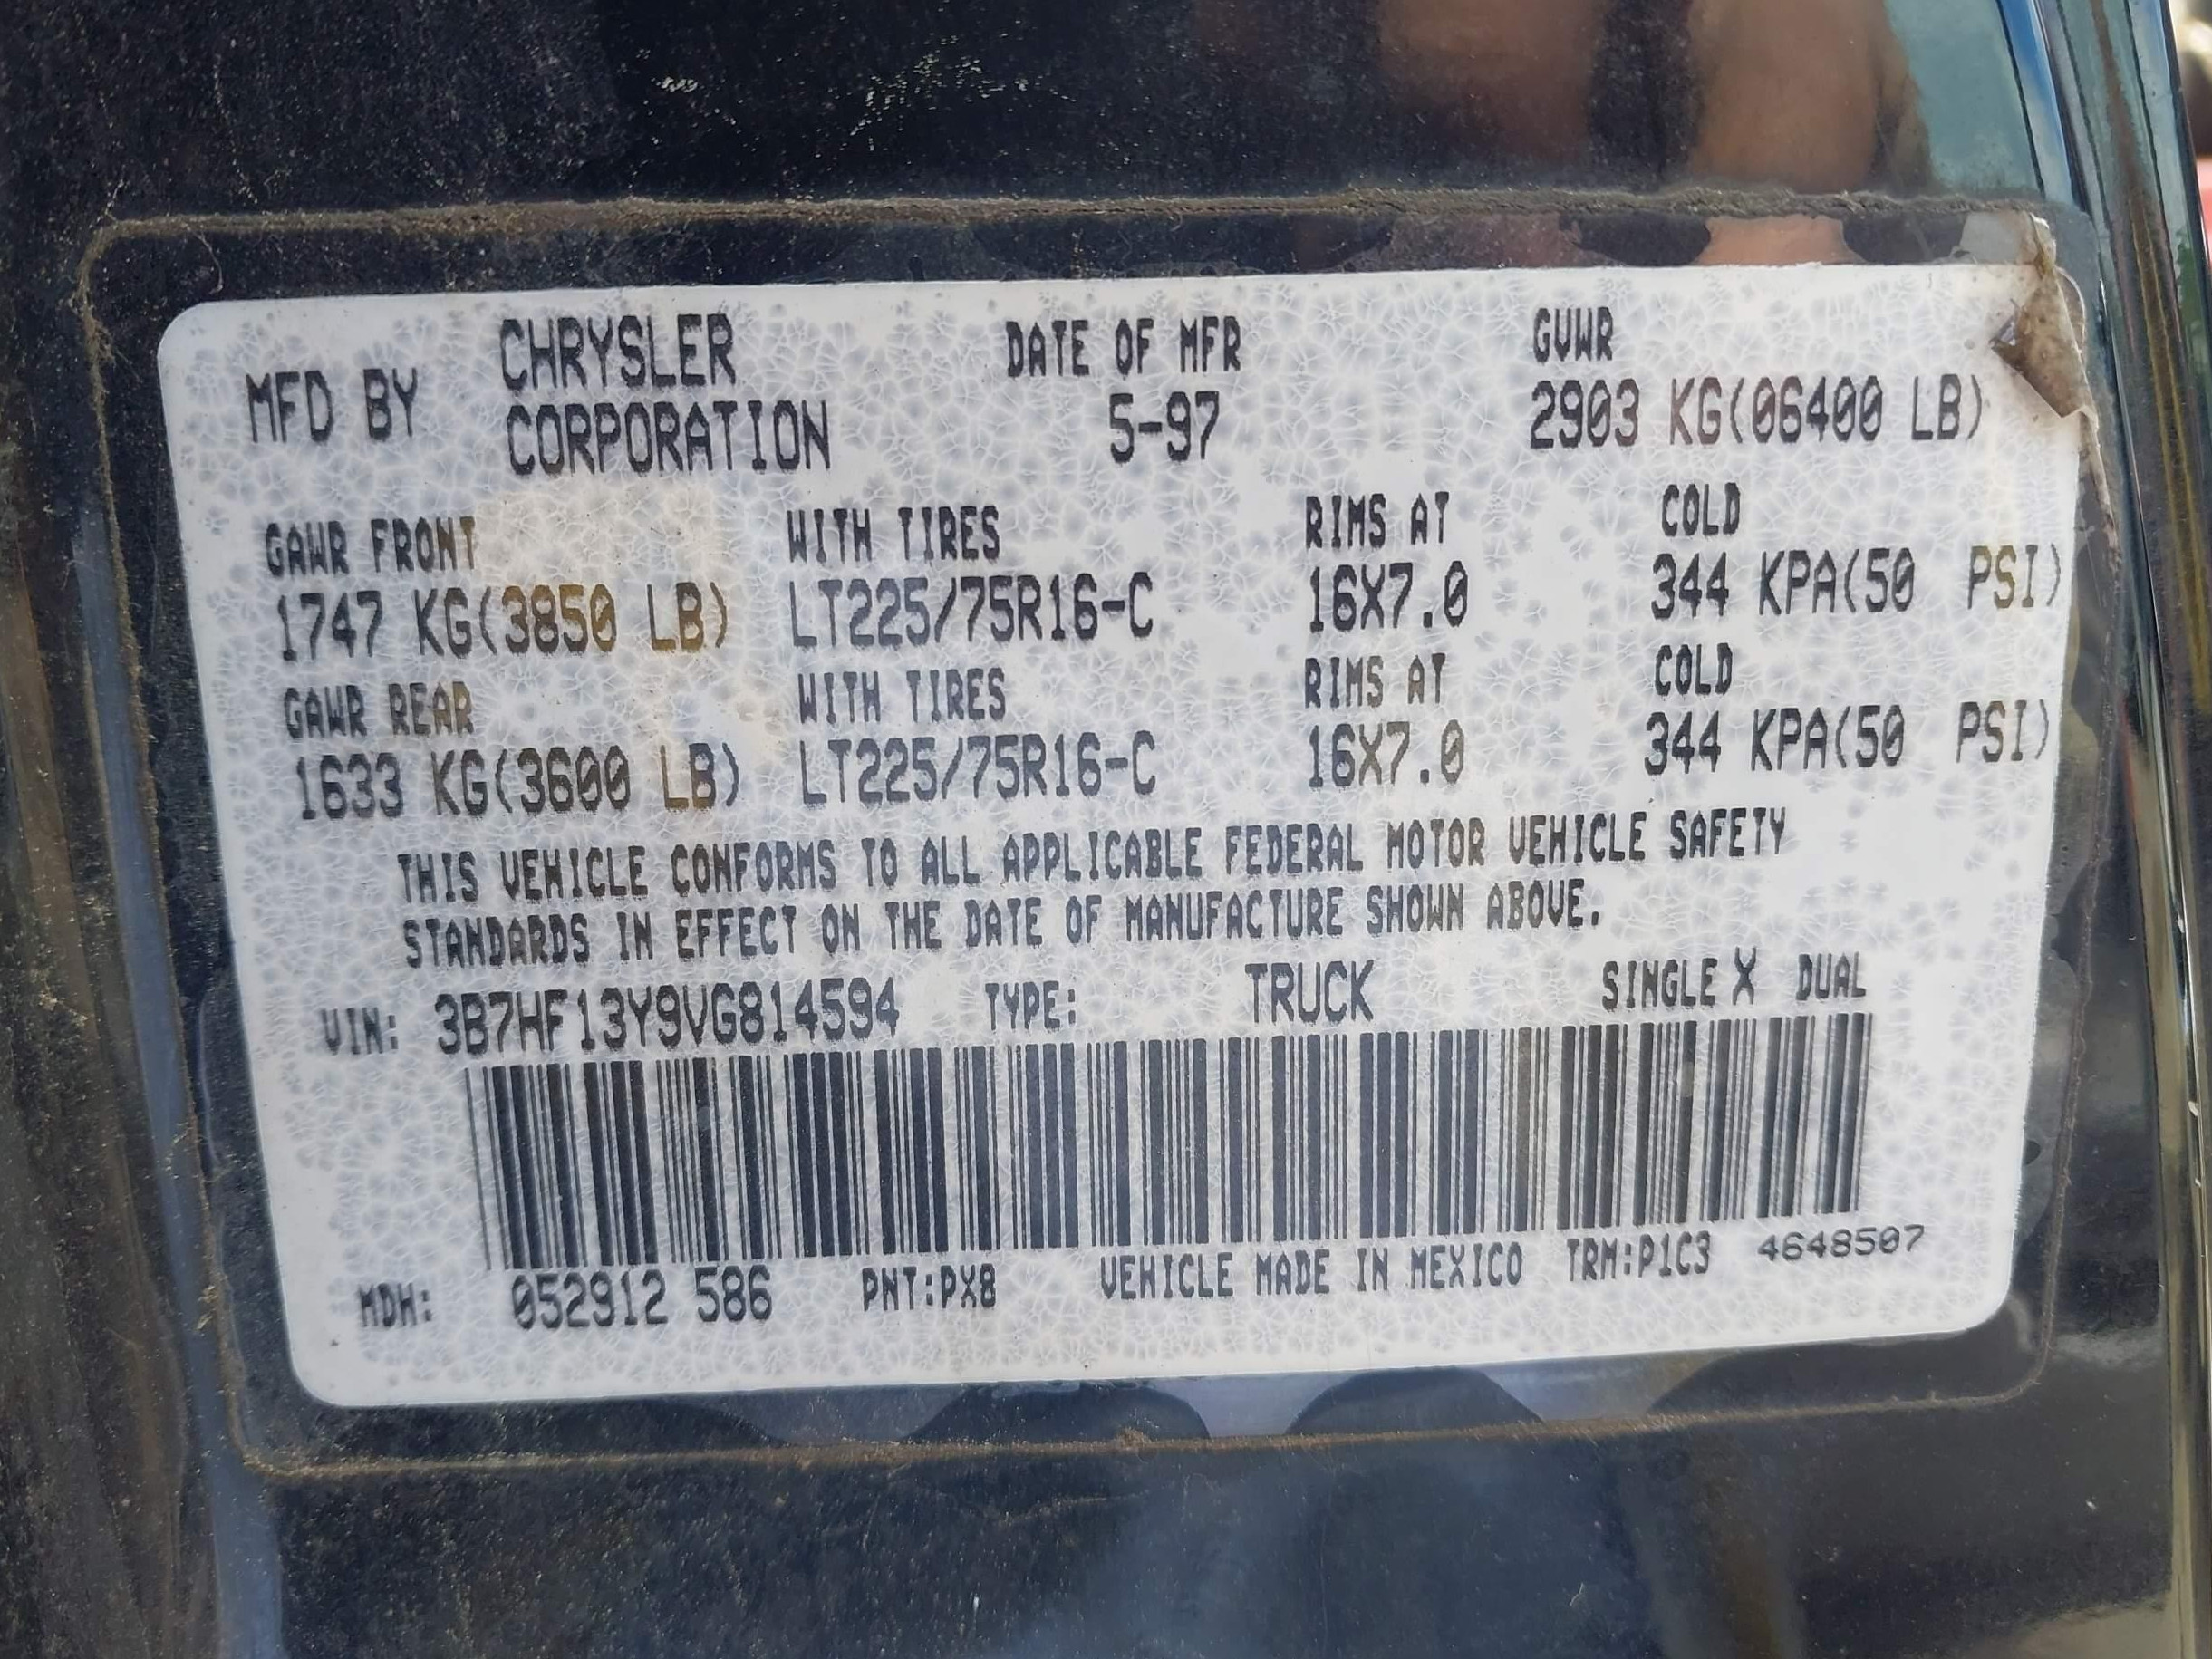 MFD BY CHRYSLER CORPORATION
DATE OF MFR 5-97
GVWR 2903 KG(06400 LB)
GAWR FRONT WITH TIRES RIMS AT COLD
1747 KG(3850 LB) LT225/75R16-C 16X7.0 344 KPA(50 PSI)
GAWR REAR WITH TIRES RIMS AT COLD
1633 KG(3600 LB) LT225/75R16-C 16X7.0 344 KPA(50 PSI)
THIS VEHICLE CONFORMS TO ALL APPLICABLE FEDERAL MOTOR VEHICLE SAFETY
STANDARDS IN EFFECT ON THE DATE OF MANUFACTURE SHOWN ABOVE.
VIN: 3B7HF13Y9VG814594 TYPE: TRUCK SINGLE X DUAL
MDH: 052912 586 PNT:PX8 VEHICLE MADE IN MEXICO TRM:P1C3 4648507